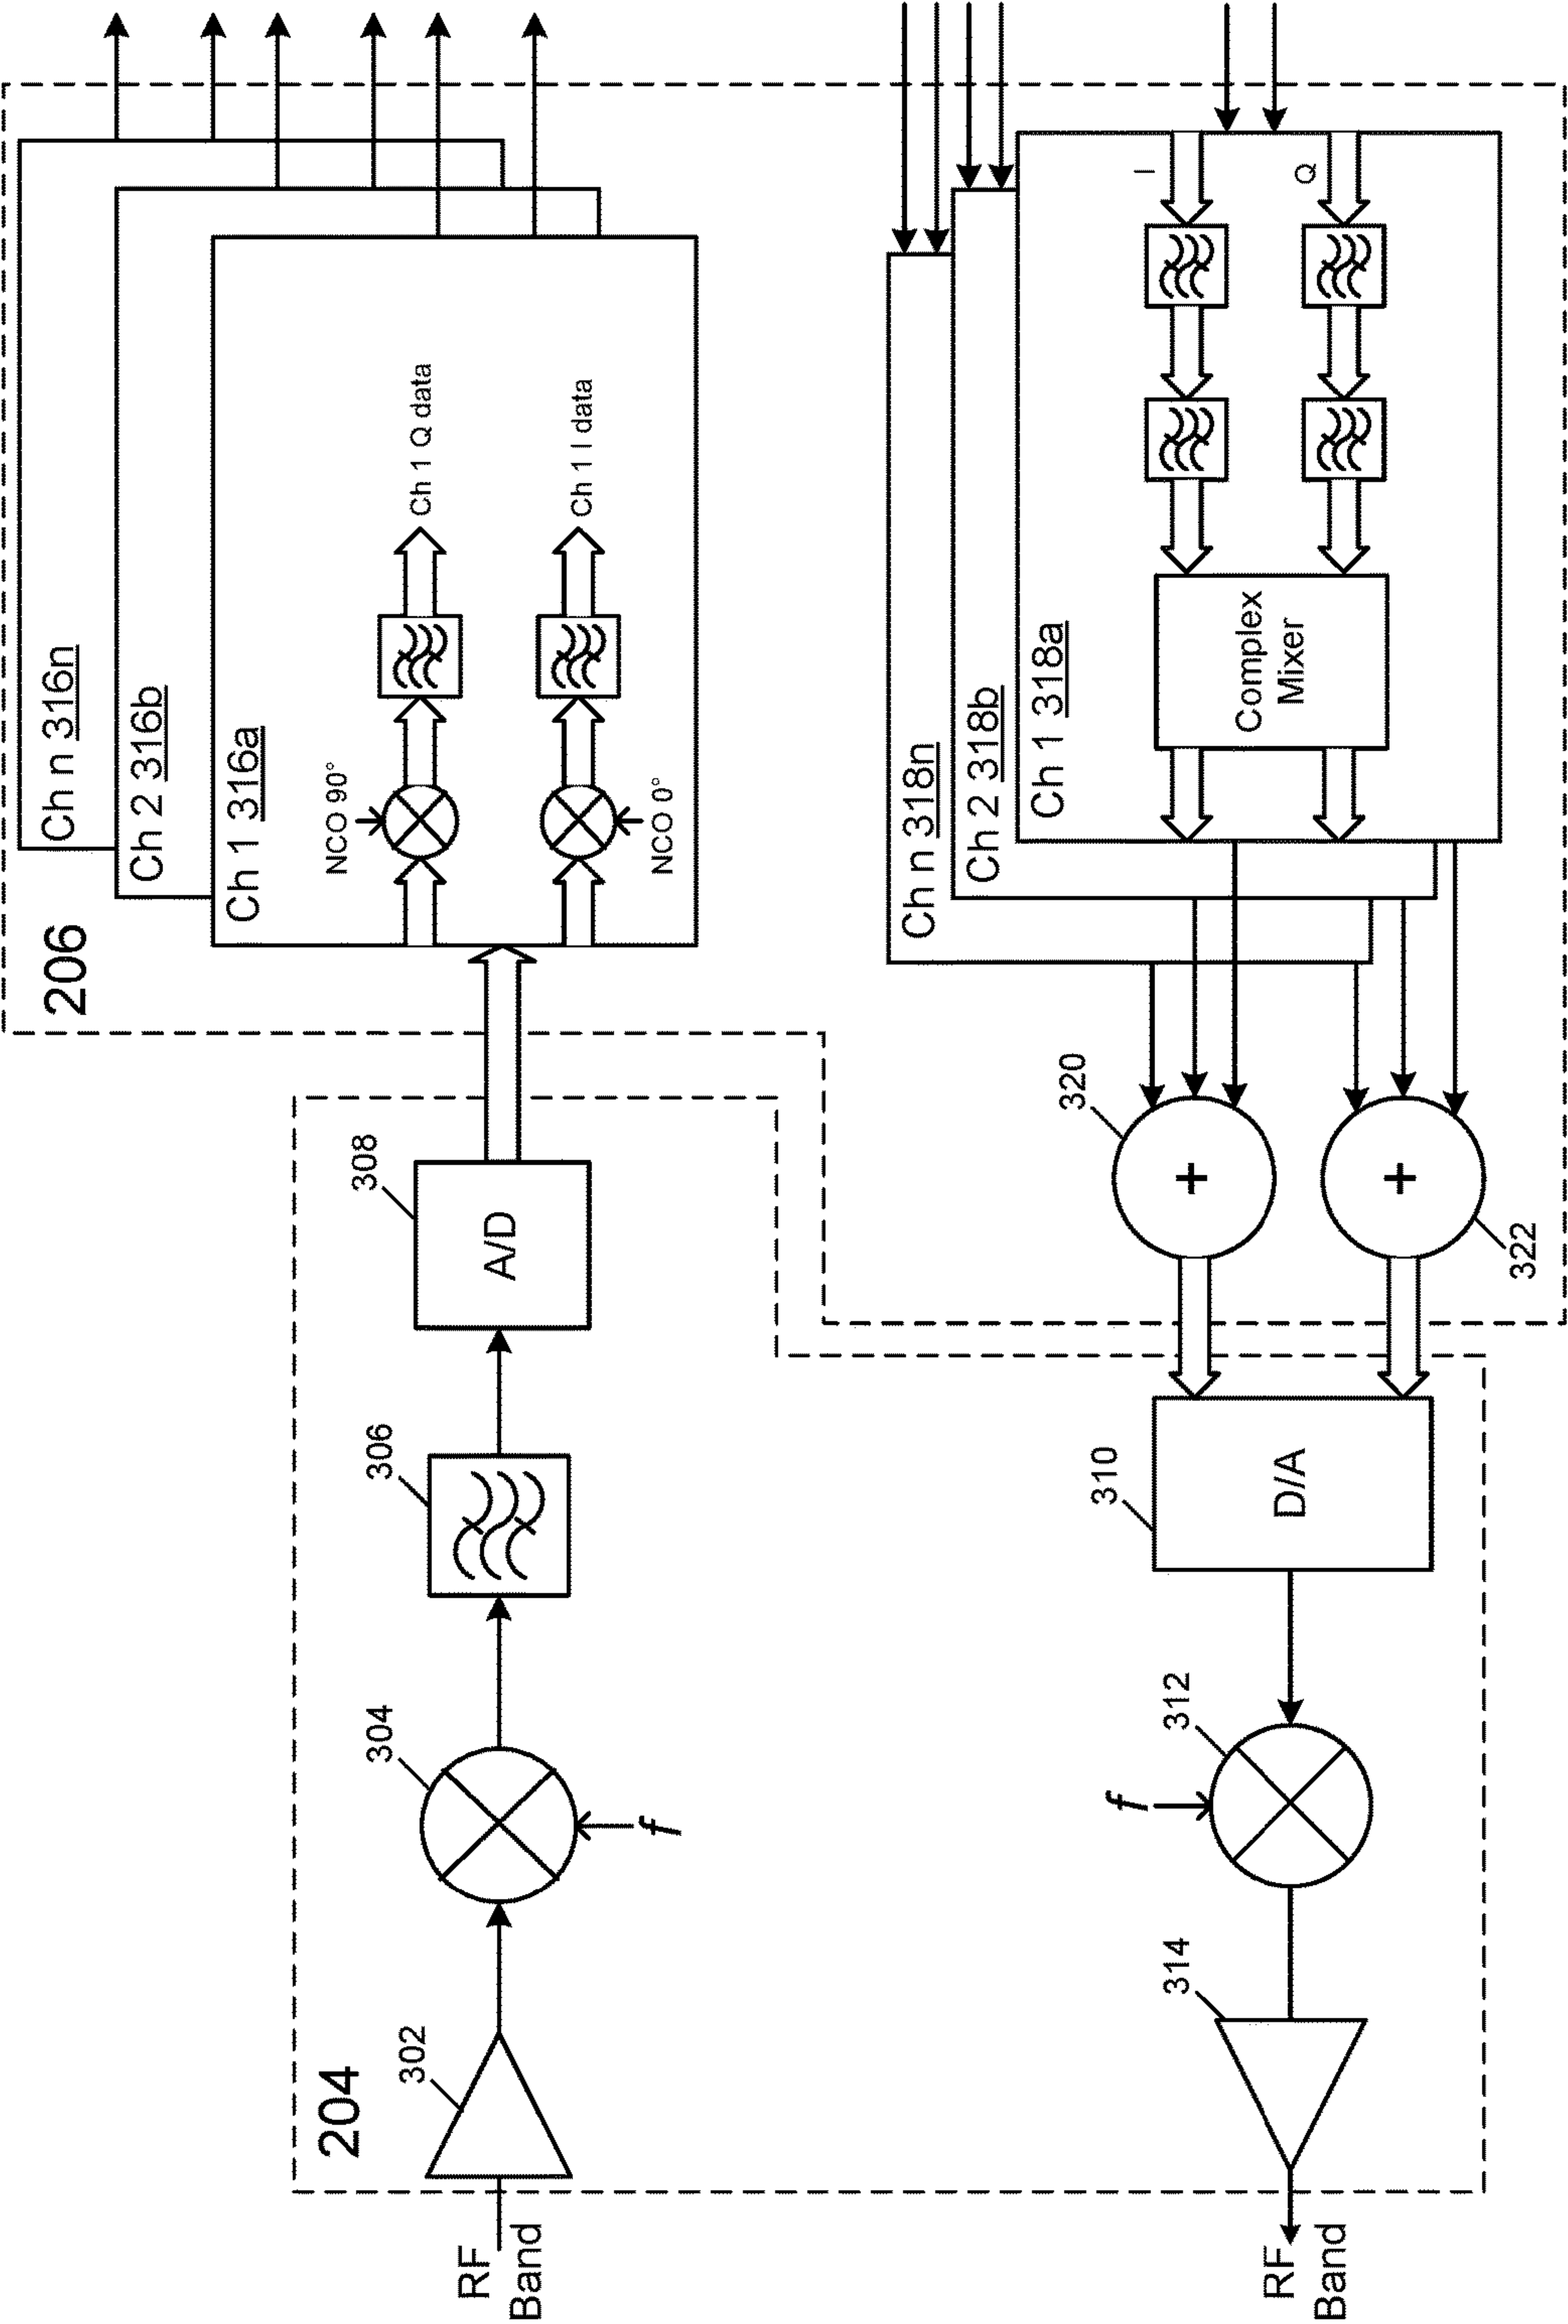 206
Ch n 316n
Ch 2 316b
Ch 1 316a
NCO 90°
Ch 1 Q data
Ch 1 I data
NCO 0°
204
RF
Band
302
304
f
306
308
A/D
Ch n 318n
Ch 2 318b
Ch 1 318a
I
Q
Complex
Mixer
320
+
+
322
310
D/A
312
f
314
RF
Band